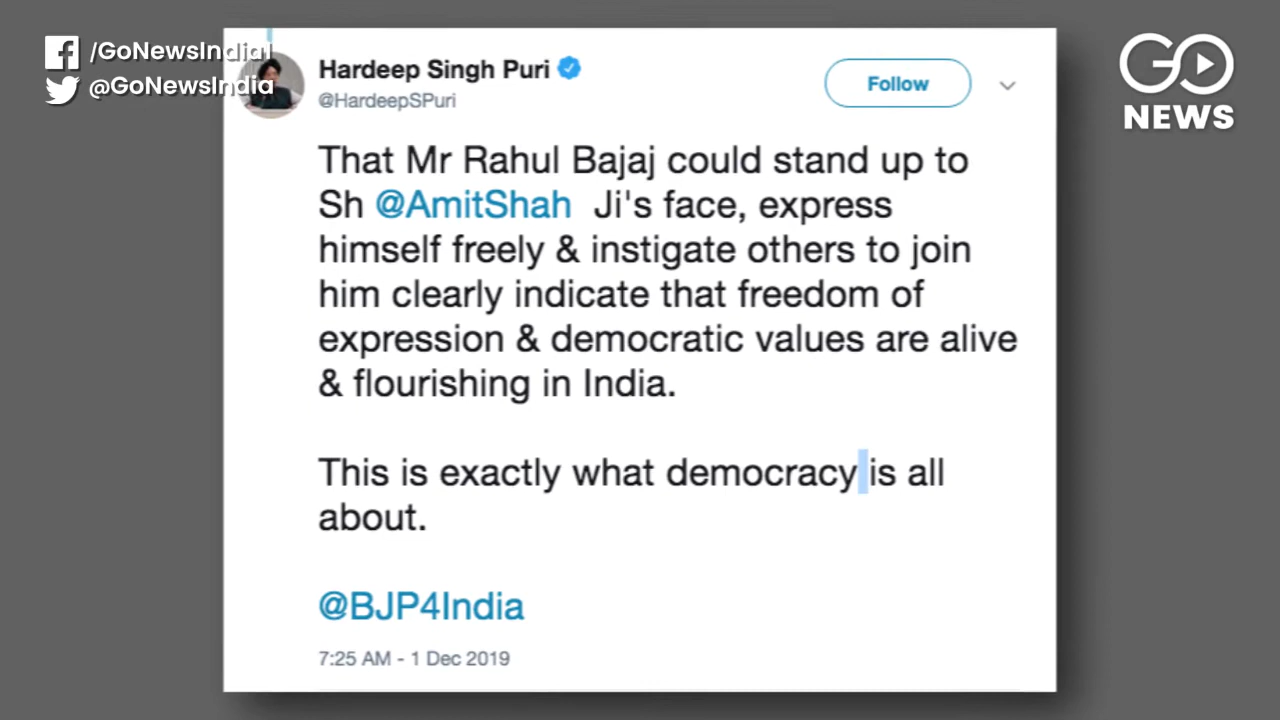 /GoNewsIndia1
@GoNewsIndia
GO
NEWS
Hardeep Singh Puri
@HardeepSPuri
Follow
That Mr Rahul Bajaj could stand up to
Sh @AmitShah Ji's face, express
himself freely & instigate others to join
him clearly indicate that freedom of
expression & democratic values are alive
& flourishing in India.
This is exactly what democracy is all
about.
@BJP4India
7:25 AM - 1 Dec 2019